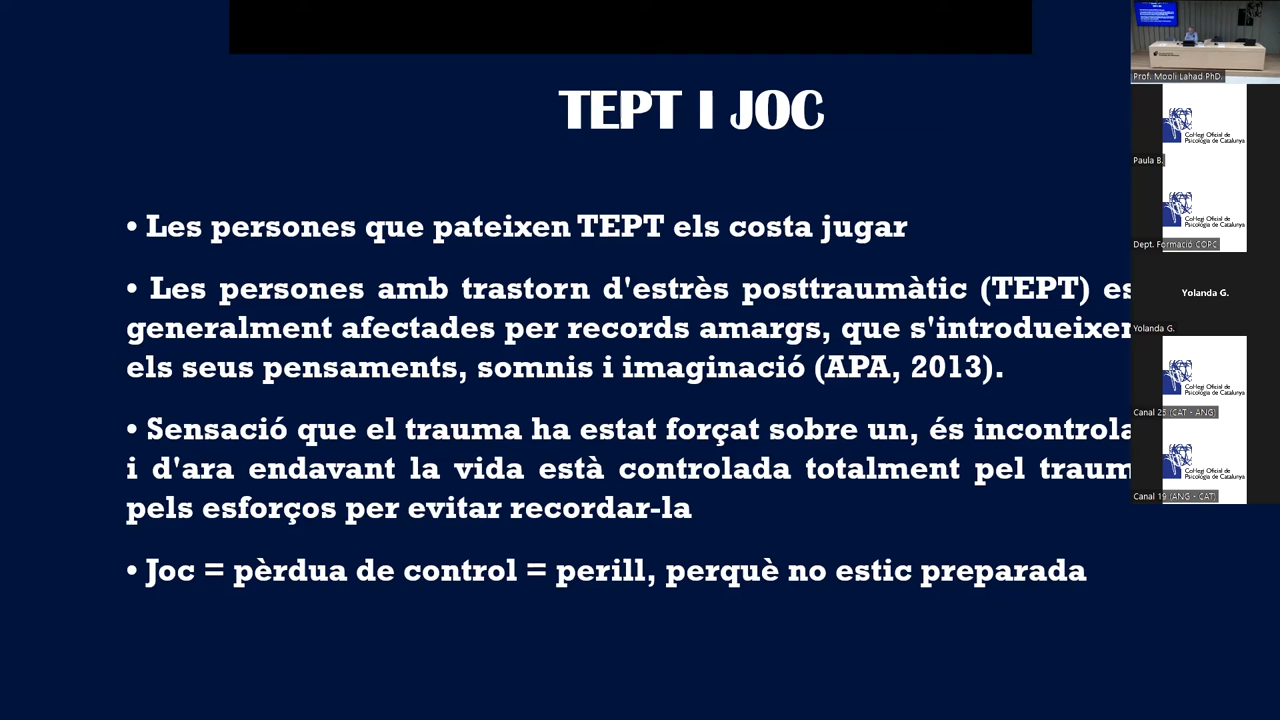 TEPT I JOC
• Les persones que pateixen TEPT els costa jugar
• Les persones amb trastorn d'estrès posttraumàtic (TEPT) es
generalment afectades per records amargs, que s'introdueixen
els seus pensaments, somnis i imaginació (APA, 2013).
• Sensació que el trauma ha estat forçat sobre un, és incontrola
i d'ara endavant la vida està controlada totalment pel traum
pels esforços per evitar recordar-la
• Joc = pèrdua de control = perill, perquè no estic preparada
Prof. Mooli Lahad PhD.
Col·legi Oficial de
Psicologia de Catalunya
Paula B.
Col·legi Oficial de
Psicologia de Catalunya
Dept. Formació COPC
Yolanda G.
Yolanda G.
Col·legi Oficial de
Psicologia de Catalunya
Canal 25 (CAT - ANG)
Col·legi Oficial de
Psicologia de Catalunya
Canal 19 (ANG - CAT)